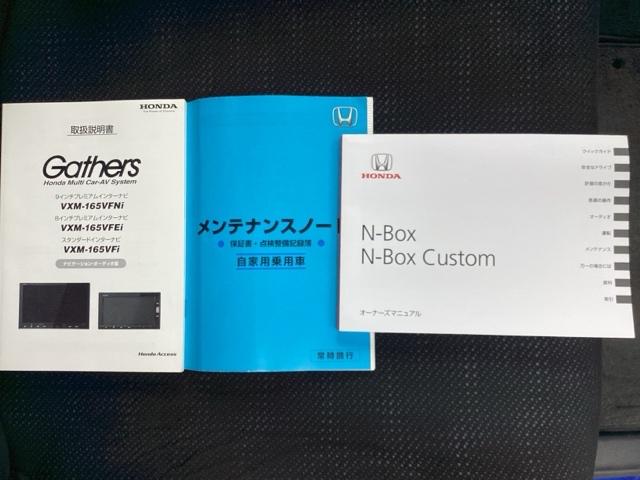 HONDA
The Power of Dreams
取扱説明書
Gathers
Honda Multi Car-AV System
9インチプレミアムインターナビ
VXM-165VFNi
8インチプレミアムインターナビ
VXM-165VFEi
スタンダードインターナビ
VXM-165VFi
ナビゲーション・オーディオ編
Honda Access
メンテナンスノート
保証書・点検整備記録簿
自家用乗用車
常時携行
HONDA
N-Box
N-Box Custom
オーナーズマニュアル
クイックガイド
安全なドライブ
計器の見かた
各部の操作
オーディオ
運転
メンテナンス
万一の場合には
資料
索引